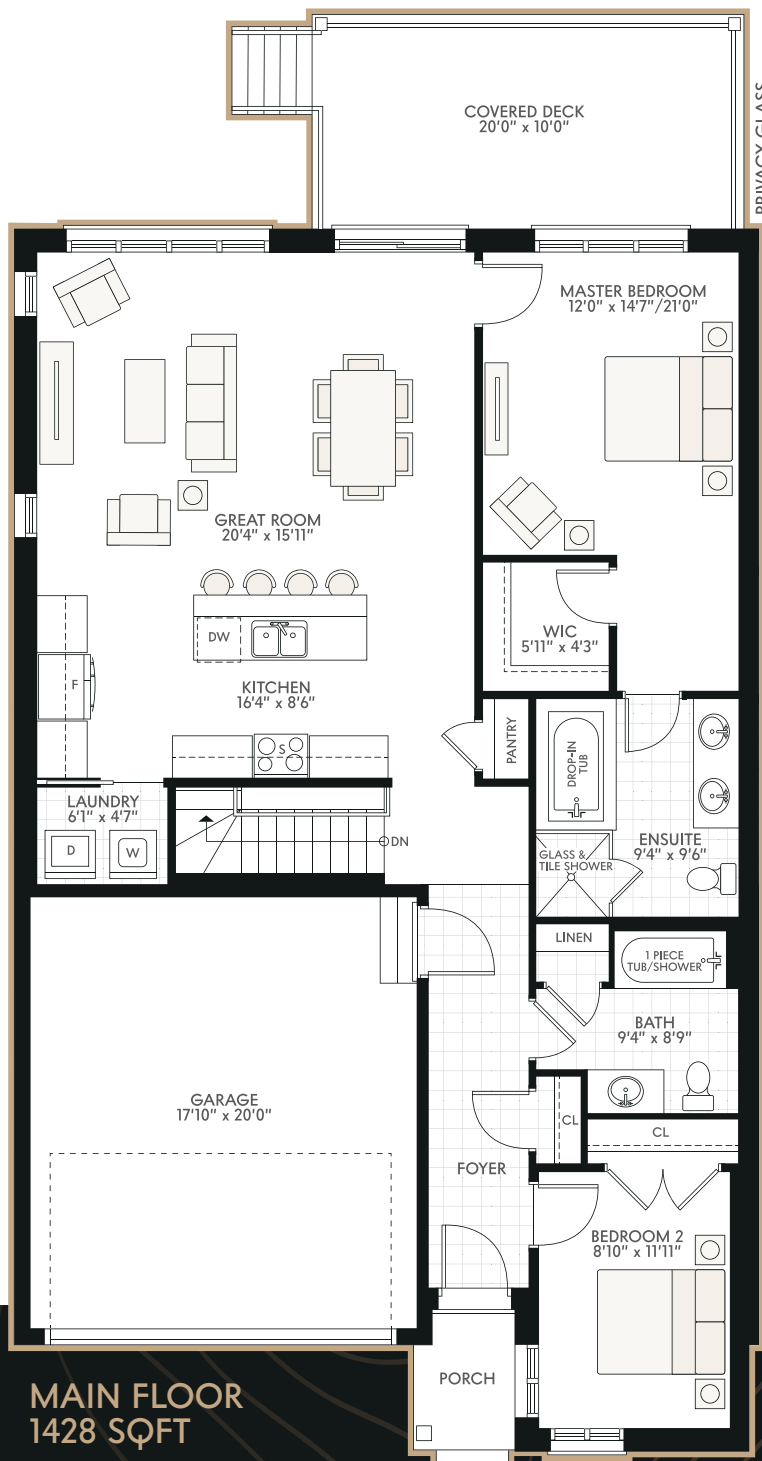 COVERED DECK
20'0" x 10'0"
PRIVACY GLASS
MASTER BEDROOM
12'0" x 14'7"/21'0"
GREAT ROOM
20'4" x 15'11"
WIC
5'11" x 4'3"
DW
F
KITCHEN
16'4" x 8'6"
S
PANTRY
DROP-IN
TUB
LAUNDRY
6'1" x 4'7"
D
W
DN
ENSUITE
9'4" x 9'6"
GLASS &
TILE SHOWER
LINEN
1 PIECE
TUB/SHOWER
BATH
9'4" x 8'9"
GARAGE
17'10" x 20'0"
CL
CL
FOYER
BEDROOM 2
8'10" x 11'11"
PORCH
MAIN FLOOR
1428 SQFT